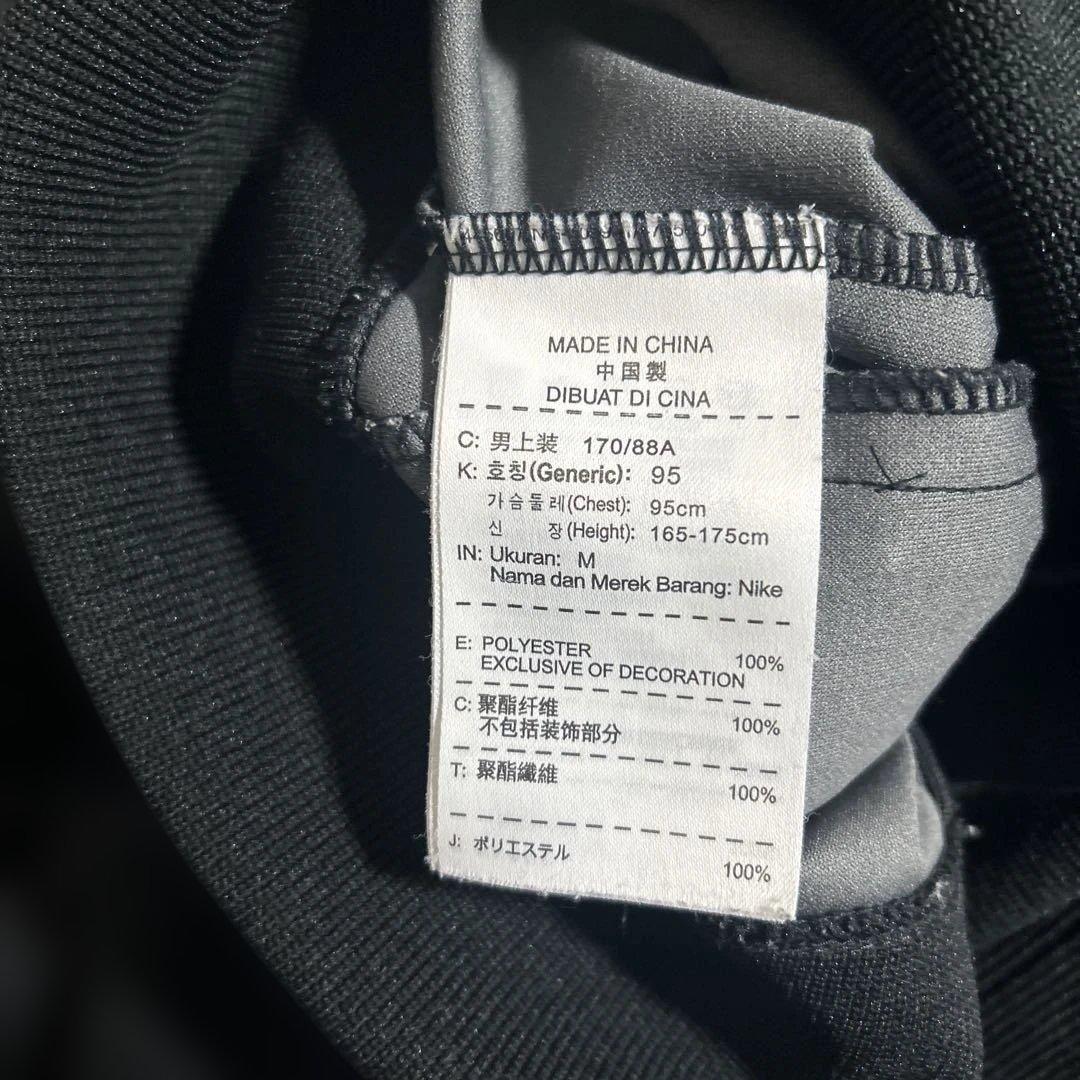 MADE IN CHINA
中国製
DIBUAT DI CINA
C: 男上装 170/88A
K: 호칭(Generic): 95
가슴둘레(Chest): 95cm
신 장(Height): 165-175cm
IN: Ukuran: M
Nama dan Merek Barang: Nike
E: POLYESTER 100%
EXCLUSIVE OF DECORATION
C: 聚酯纤维 100%
不包括装饰部分
T: 聚酯纖維 100%
J: ポリエステル 100%